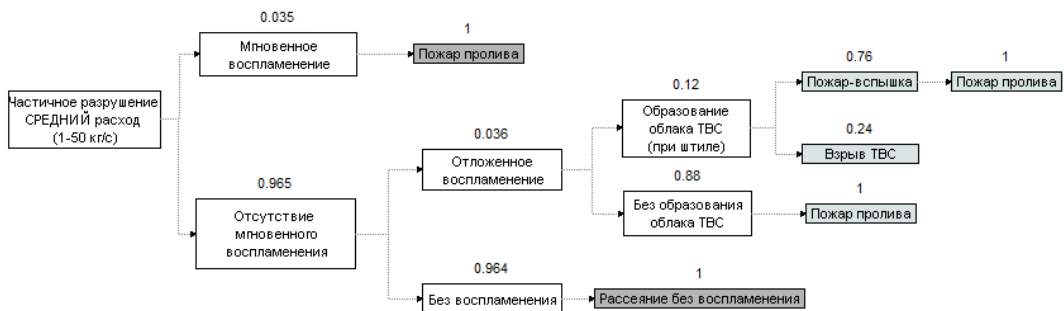 0.035
Мгновенное
воспламенение
1
Пожар пролива
Частичное разрушение
СРЕДНИЙ расход
(1-50 кг/с)
0.965
Отсутствие
мгновенного
воспламенения
0.036
Отложенное
воспламенение
0.12
Образование
облака ТВС
(при штиле)
0.76
Пожар-вспышка
1
Пожар пролива
0.24
Взрыв ТВС
0.88
Без образования
облака ТВС
1
Пожар пролива
0.964
Без воспламенения
1
Рассеяние без воспламенения